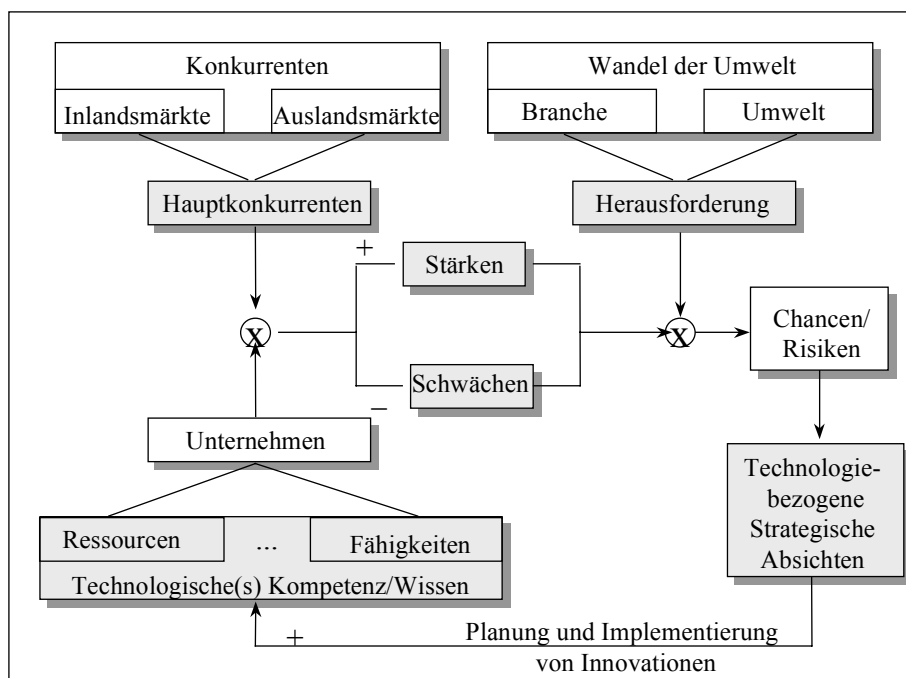 Konkurrenten
Inlandsmärkte
Auslandsmärkte
Wandel der Umwelt
Branche
Umwelt
Hauptkonkurrenten
Herausforderung
+
Stärken
X
X
Chancen/
Risiken
Schwächen
–
Unternehmen
Technologie-
bezogene
Strategische
Absichten
Ressourcen
...
Fähigkeiten
Technologische(s) Kompetenz/Wissen
+
Planung und Implementierung
von Innovationen